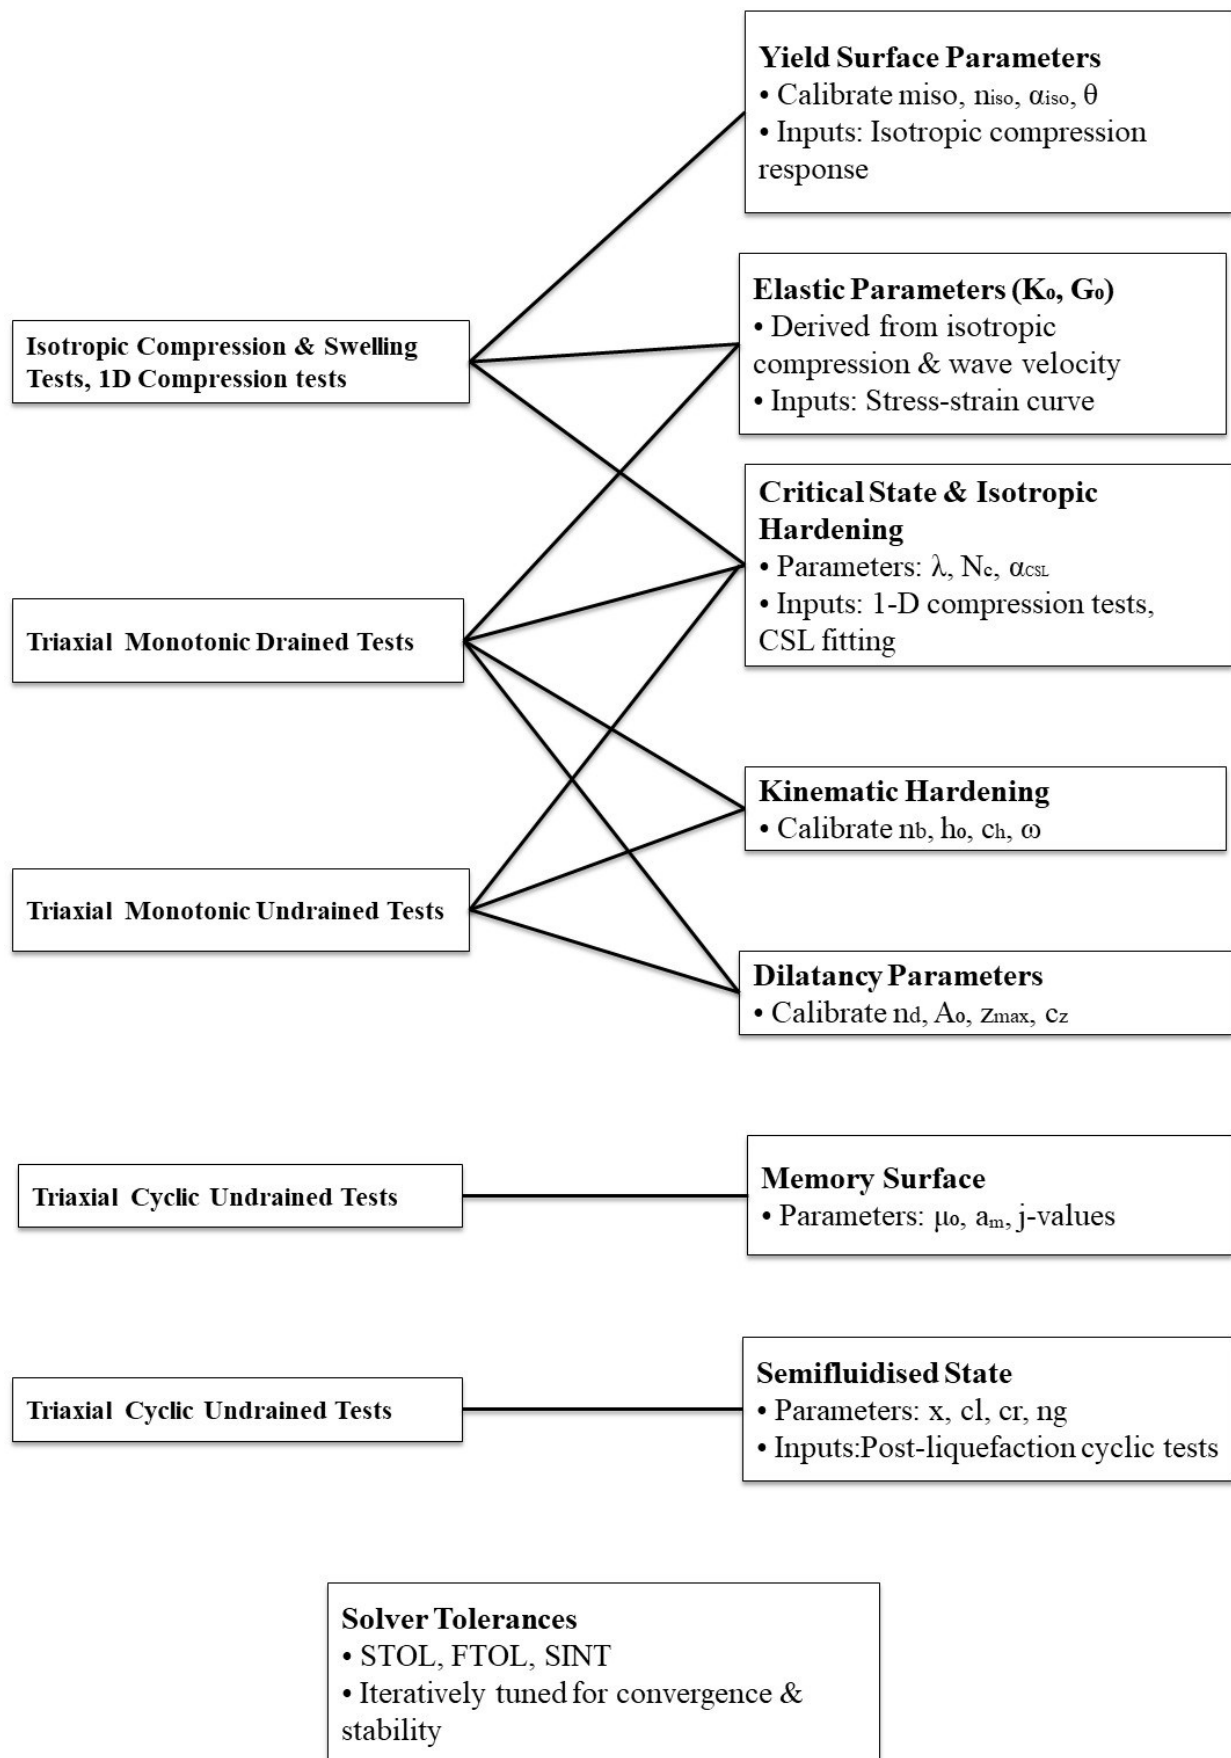 Yield Surface Parameters
• Calibrate miso, niso, αiso, θ
• Inputs: Isotropic compression
response
Elastic Parameters (K₀, G₀)
• Derived from isotropic
compression & wave velocity
• Inputs: Stress-strain curve
Isotropic Compression & Swelling
Tests, 1D Compression tests
Critical State & Isotropic
Hardening
• Parameters: λ, Nc, αCSL
• Inputs: 1-D compression tests,
CSL fitting
Triaxial Monotonic Drained Tests
Kinematic Hardening
• Calibrate nb, h₀, ch, ω
Triaxial Monotonic Undrained Tests
Dilatancy Parameters
• Calibrate nd, A₀, zmax, cz
Triaxial Cyclic Undrained Tests
Memory Surface
• Parameters: μ₀, am, j-values
Triaxial Cyclic Undrained Tests
Semifluidised State
• Parameters: x, cl, cr, ng
• Inputs:Post-liquefaction cyclic tests
Solver Tolerances
• STOL, FTOL, SINT
• Iteratively tuned for convergence &
stability